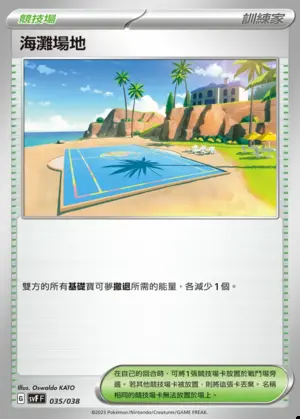 競技場
訓練家
海灘場地
雙方的所有基礎寶可夢撤退所需的能量，各減少1個。
Illus. Oswaldo KATO
G SVF F 035/038
在自己的回合時，可將1張競技場卡放置於戰鬥場旁
邊。若其他競技場卡被放置，則將這張卡丟棄。名稱
相同的競技場卡無法放置於場上。
©2023 Pokémon/Nintendo/Creatures/GAME FREAK.